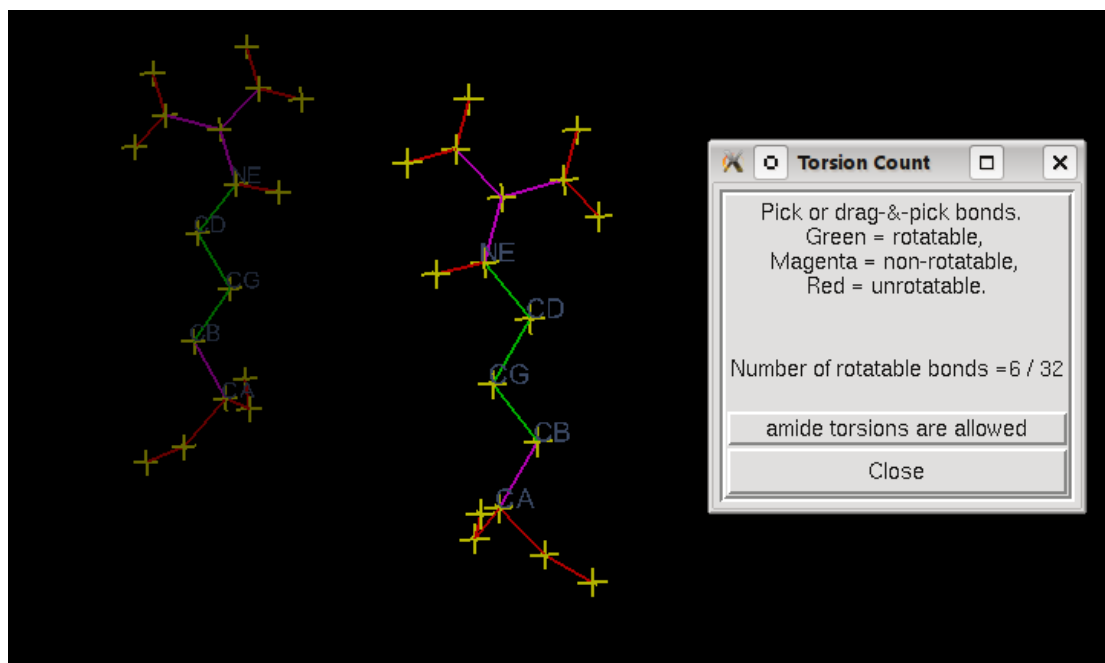 NE
CD
CG
CB
CA
NE
CD
CG
CB
CA
Torsion Count
Pick or drag-&-pick bonds.
Green = rotatable,
Magenta = non-rotatable,
Red = unrotatable.
Number of rotatable bonds =6 / 32
amide torsions are allowed
Close